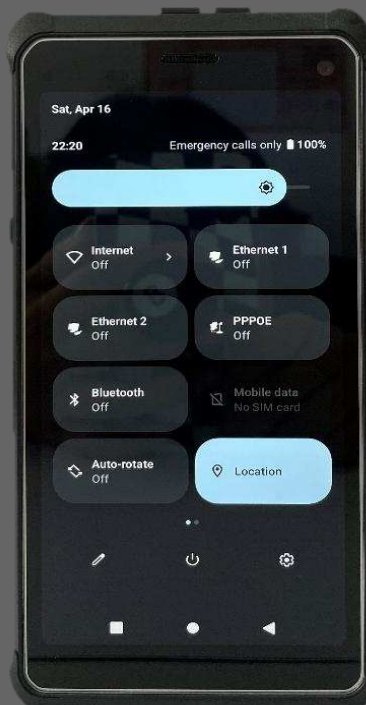 Sat, Apr 16
22:20 Emergency calls only 100%
Internet
Off
Ethernet 1
Off
Ethernet 2
Off
PPPOE
Off
Bluetooth
Off
Mobile data
No SIM card
Auto-rotate
Off
Location